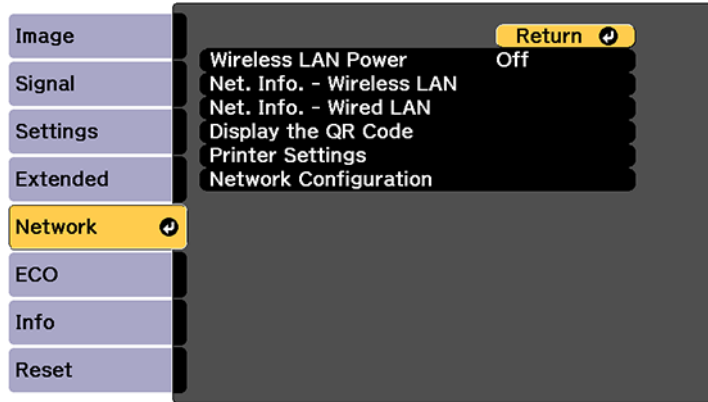 Image
Signal
Settings
Extended
Network
ECO
Info
Reset
Return
Wireless LAN Power Off
Net. Info. - Wireless LAN
Net. Info. - Wired LAN
Display the QR Code
Printer Settings
Network Configuration